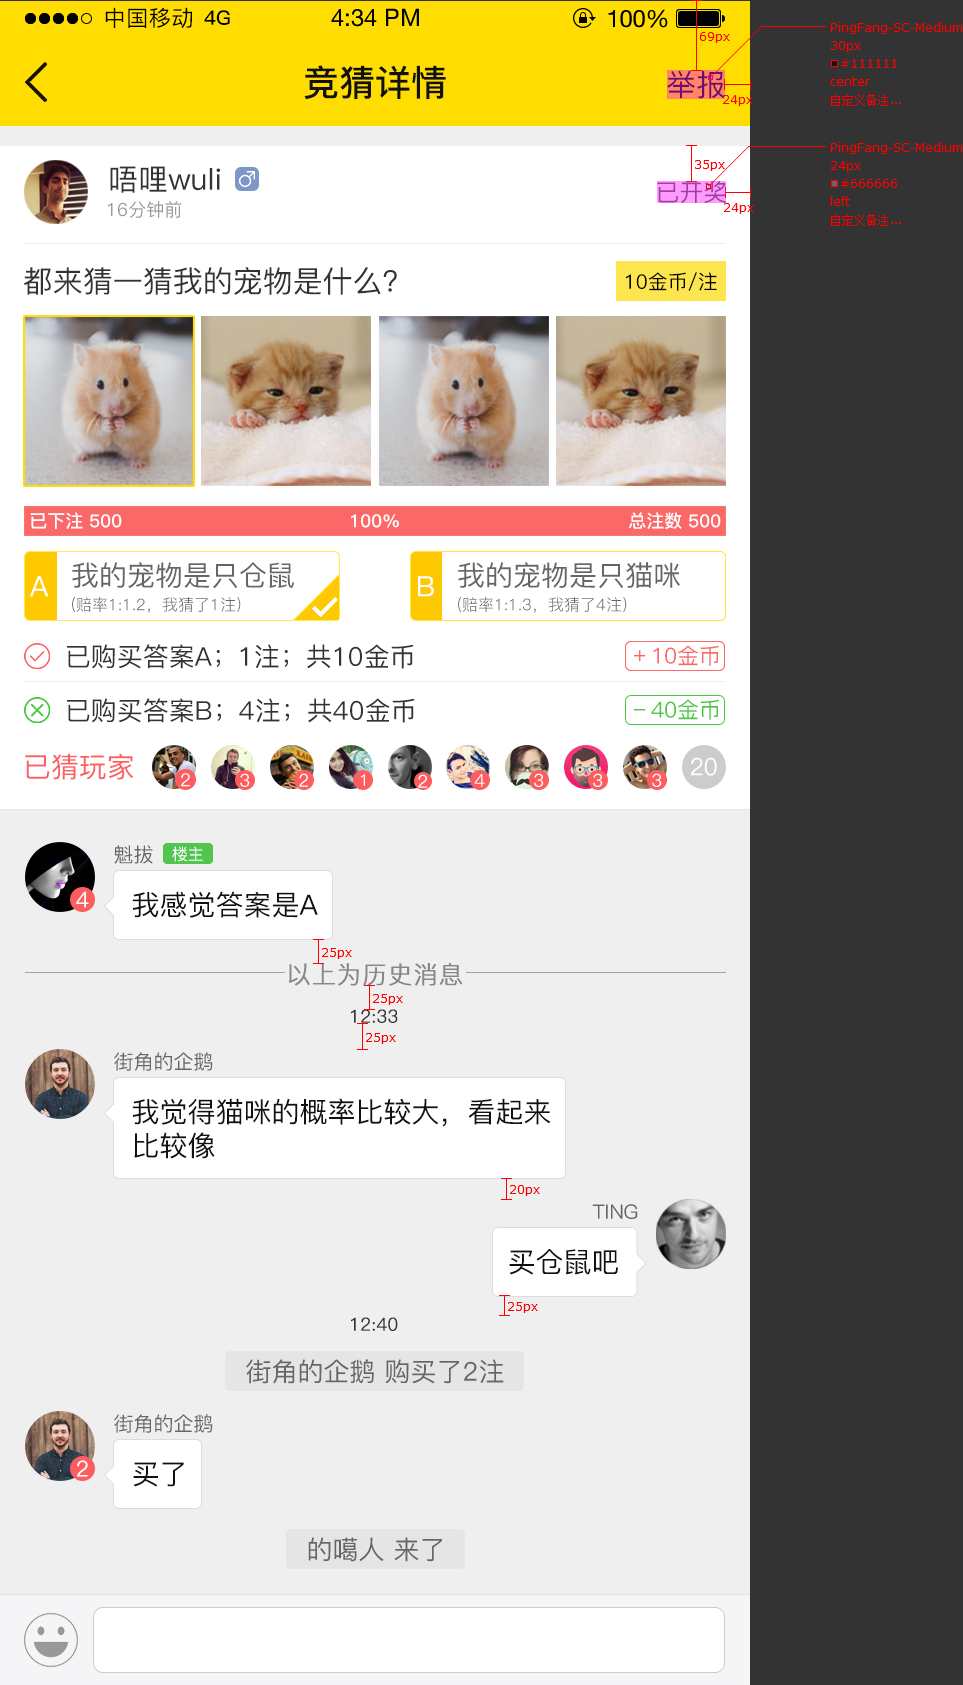 中国移动 4G 4:34 PM 100%
竞猜详情 举报
69px
24px
PingFang-SC-Medium
30px
#111111
center
自定义备注...
唔哩wuli
16分钟前
已开奖
35px
24px
PingFang-SC-Medium
24px
#666666
left
自定义备注...
都来猜一猜我的宠物是什么? 10金币/注
已下注 500 100% 总注数 500
A 我的宠物是只仓鼠
(赔率1:1.2，我猜了1注)
B 我的宠物是只猫咪
(赔率1:1.3，我猜了4注)
已购买答案A；1注；共10金币 +10金币
已购买答案B；4注；共40金币 -40金币
已猜玩家 2 3 2 1 2 4 3 3 3 20
魁拔 楼主
4
我感觉答案是A
25px
以上为历史消息
25px
12:33
25px
街角的企鹅
我觉得猫咪的概率比较大，看起来
比较像
20px
TING
买仓鼠吧
25px
12:40
街角的企鹅 购买了2注
街角的企鹅
2
买了
的噶人 来了